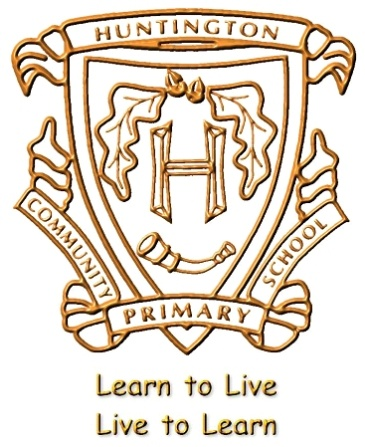 HUNTINGTON
H
COMMUNITY
SCHOOL
PRIMARY
Learn to Live
Live to Learn